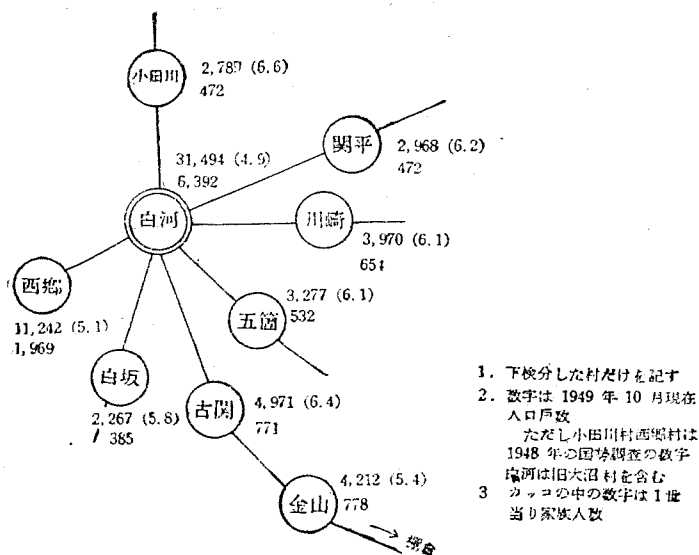 小田川
2,787 (6.6)
472
関平
2,968 (6.2)
472
31,494 (4.9)
6,392
白河
川崎
3,970 (6.1)
651
西郷
11,242 (5.1)
1,969
五箇
3,277 (6.1)
532
白坂
2,267 (5.8)
385
古関
4,971 (6.4)
771
金山
4,212 (5.4)
778
1. 下検分した村だけを記す
2. 数字は 1949 年 10 月現在
人口戸数
ただし小田川村西郷村は
1948 年の国勢調査の数字
白河は旧大沼村を含む
3 カッコの中の数字は1世
当り家族人数